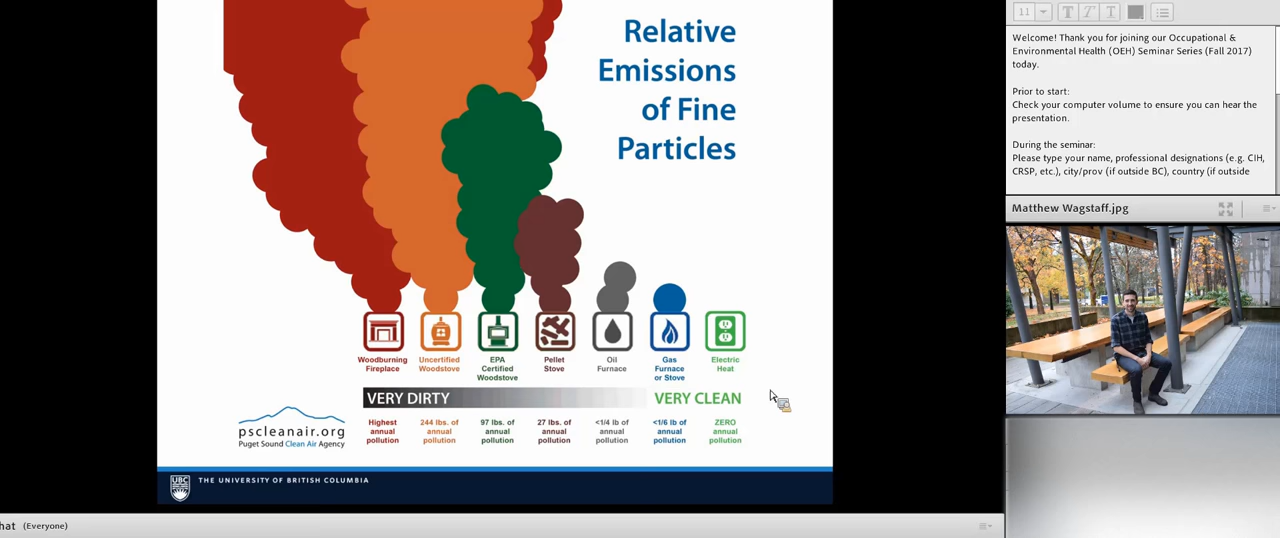 Relative
Emissions
of Fine
Particles
Woodburning
Fireplace
Uncertified
Woodstove
EPA
Certified
Woodstove
Pellet
Stove
Oil
Furnace
Gas
Furnace
or Stove
Electric
Heat
VERY DIRTY
VERY CLEAN
Highest
annual
pollution
244 lbs. of
annual
pollution
97 lbs. of
annual
pollution
27 lbs. of
annual
pollution
<1/4 lb of
annual
pollution
<1/6 lb of
annual
pollution
ZERO
annual
pollution
pscleanair.org
Puget Sound Clean Air Agency
UBC
THE UNIVERSITY OF BRITISH COLUMBIA
hat (Everyone)
11
T T T
Welcome! Thank you for joining our Occupational &
Environmental Health (OEH) Seminar Series (Fall 2017)
today.
Prior to start:
Check your computer volume to ensure you can hear the
presentation.
During the seminar:
Please type your name, professional designations (e.g. CIH,
CRSP, etc.), city/prov (if outside BC), country (if outside
Matthew Wagstaff.jpg